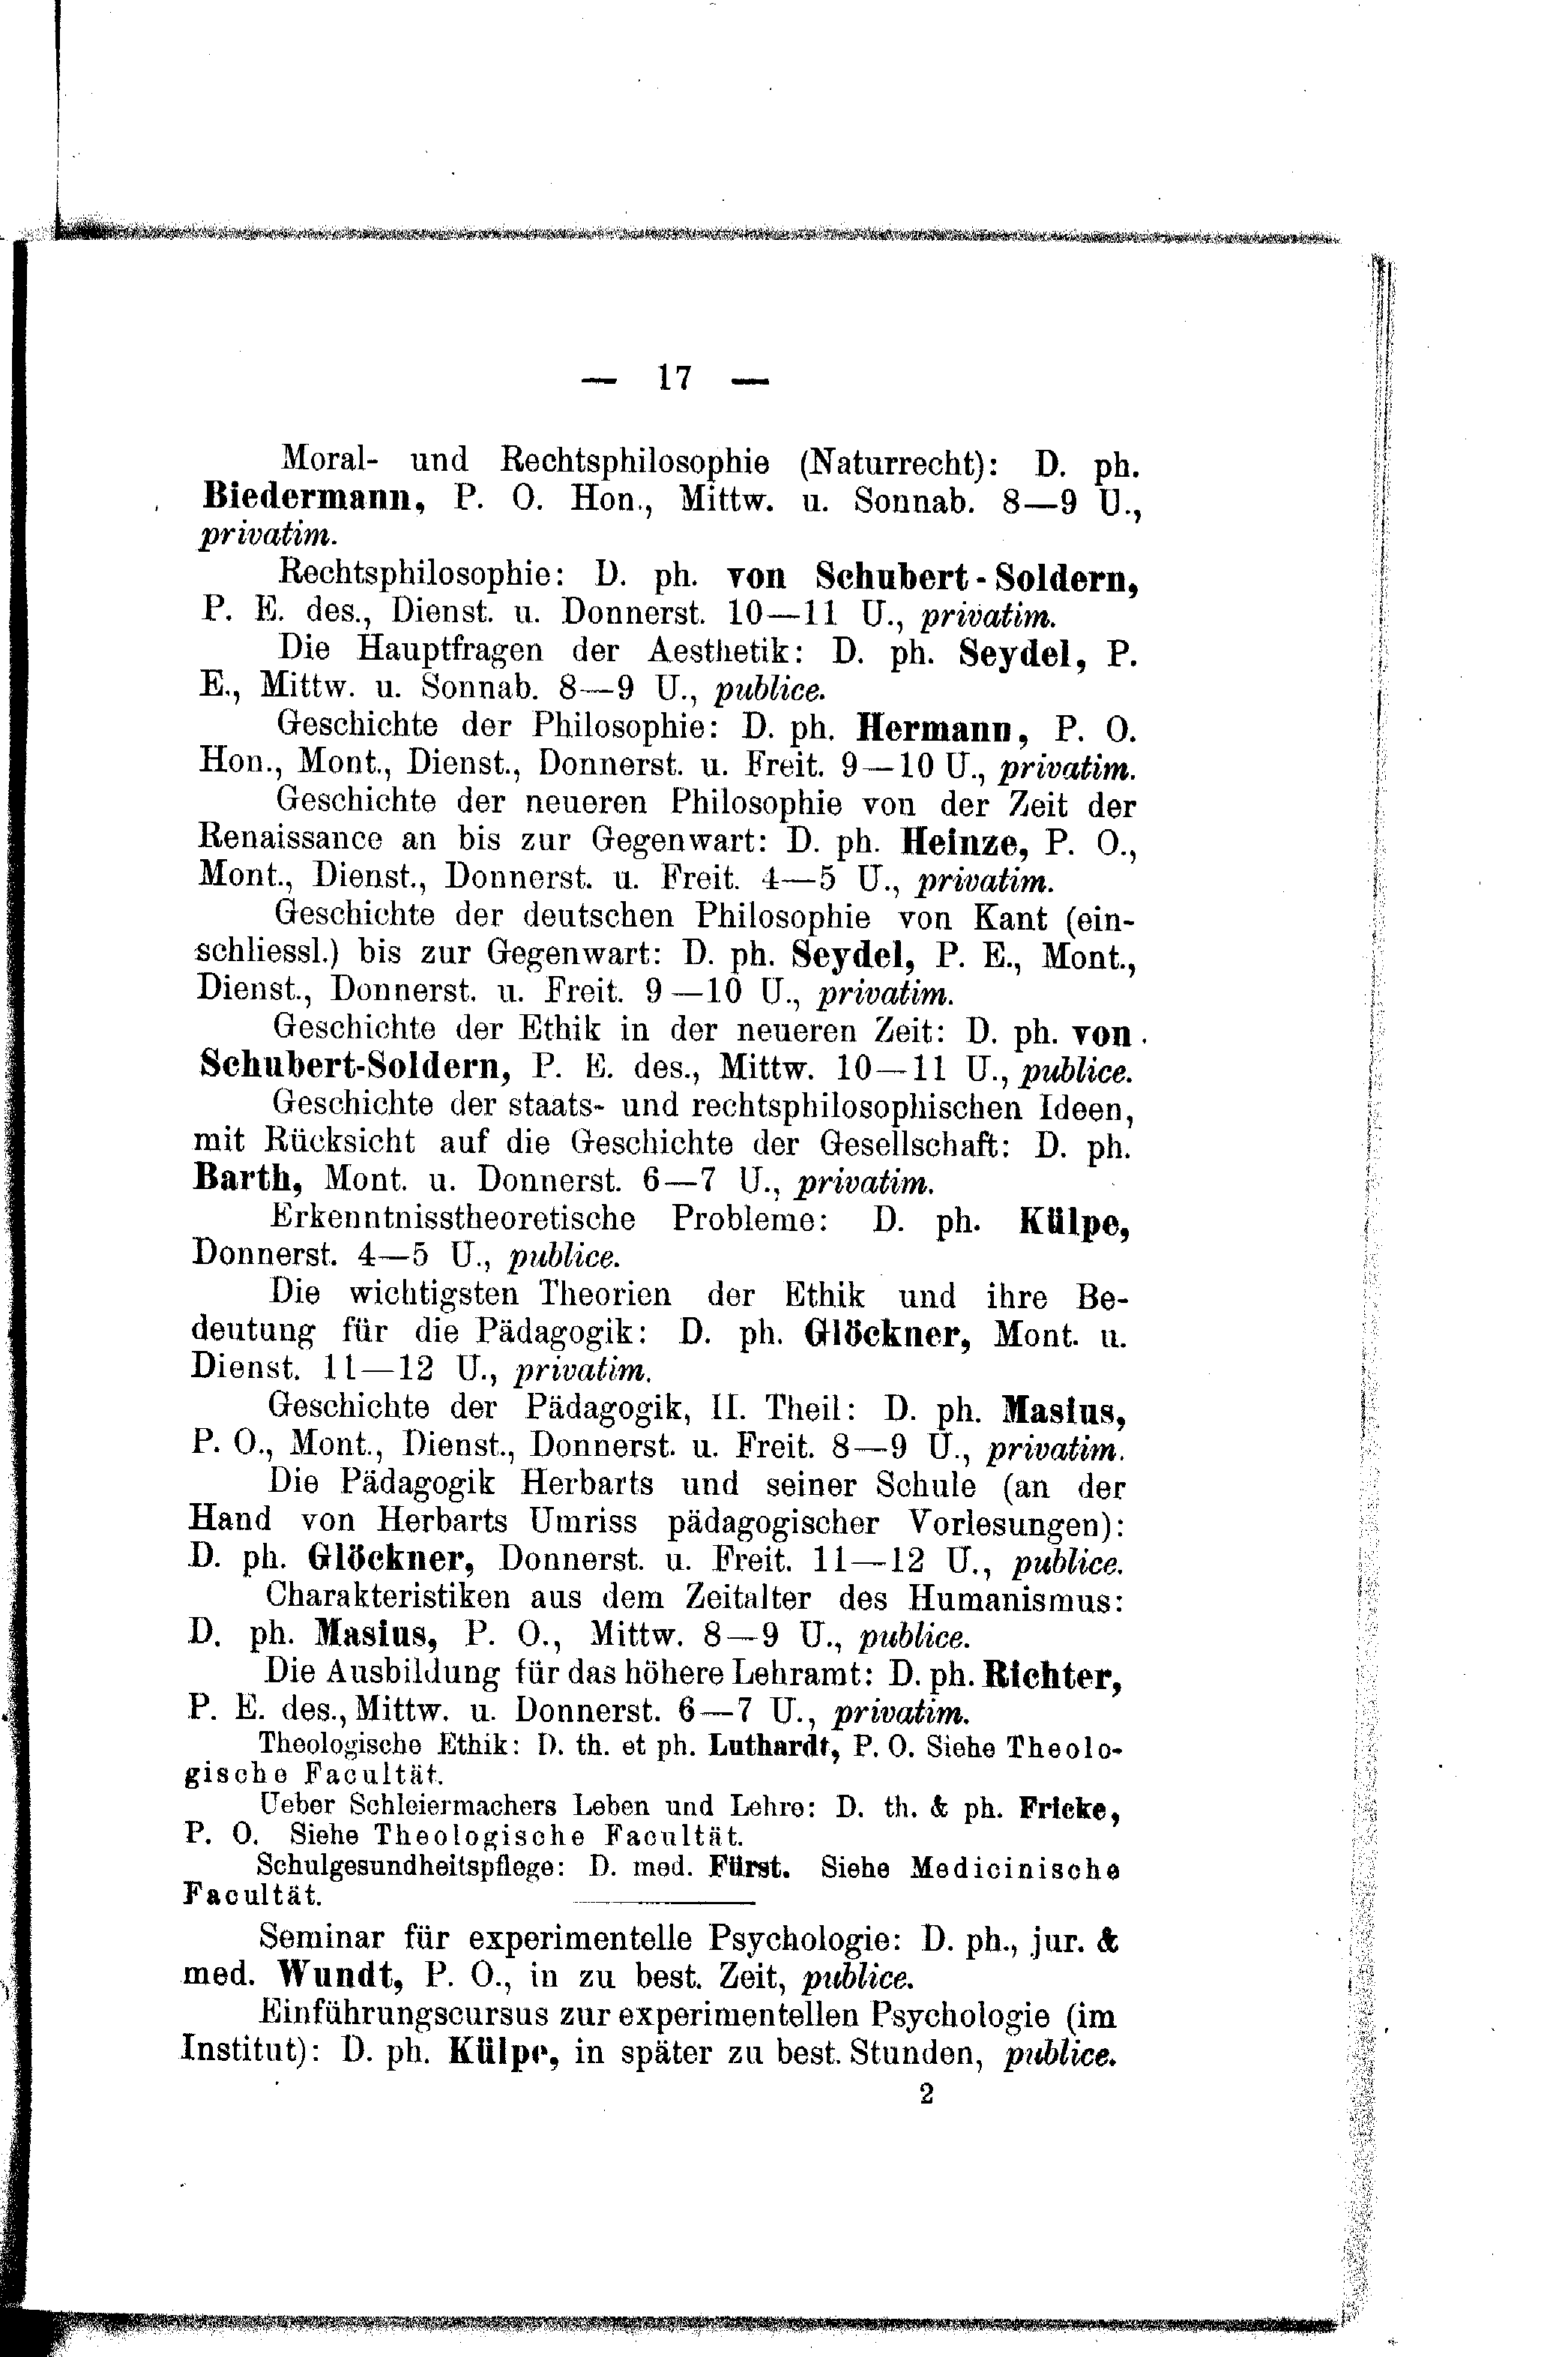 — 17 —
Moral- und Rechtsphilosophie (Naturrecht): D. ph.
Biedermann, P. O. Hon., Mittw. u. Sonnab. 8—9 U.,
privatim.
Rechtsphilosophie: D. ph. von Schubert-Soldern,
P. E. des., Dienst. u. Donnerst. 10—11 U., privatim.
Die Hauptfragen der Aesthetik: D. ph. Seydel, P.
E., Mittw. u. Sonnab. 8—9 U., publice.
Geschichte der Philosophie: D. ph. Hermann, P. O.
Hon., Mont., Dienst., Donnerst. u. Freit. 9—10 U., privatim.
Geschichte der neueren Philosophie von der Zeit der
Renaissance an bis zur Gegenwart: D. ph. Heinze, P. O.,
Mont., Dienst., Donnerst. u. Freit. 4—5 U., privatim.
Geschichte der deutschen Philosophie von Kant (ein-
schliessl.) bis zur Gegenwart: D. ph. Seydel, P. E., Mont.,
Dienst., Donnerst. u. Freit. 9—10 U., privatim.
Geschichte der Ethik in der neueren Zeit: D. ph. von
Schubert-Soldern, P. E. des., Mittw. 10—11 U., publice.
Geschichte der staats- und rechtsphilosophischen Ideen,
mit Rücksicht auf die Geschichte der Gesellschaft: D. ph.
Barth, Mont. u. Donnerst. 6—7 U., privatim.
Erkenntnisstheoretische Probleme: D. ph. Külpe,
Donnerst. 4—5 U., publice.
Die wichtigsten Theorien der Ethik und ihre Be-
deutung für die Pädagogik: D. ph. Glöckner, Mont. u.
Dienst. 11—12 U., privatim.
Geschichte der Pädagogik, II. Theil: D. ph. Masius,
P. O., Mont., Dienst., Donnerst. u. Freit. 8—9 U., privatim.
Die Pädagogik Herbarts und seiner Schule (an der
Hand von Herbarts Umriss pädagogischer Vorlesungen):
D. ph. Glöckner, Donnerst. u. Freit. 11—12 U., publice.
Charakteristiken aus dem Zeitalter des Humanismus:
D. ph. Masius, P. O., Mittw. 8—9 U., publice.
Die Ausbildung für das höhere Lehramt: D. ph. Richter,
P. E. des., Mittw. u. Donnerst. 6—7 U., privatim.
Theologische Ethik: D. th. et ph. Luthardt, P. O. Siehe Theolo-
gische Facultät.
Ueber Schleiermachers Leben und Lehre: D. th. & ph. Fricke,
P. O. Siehe Theologische Facultät.
Schulgesundheitspflege: D. med. Fürst. Siehe Medicinische
Facultät.
Seminar für experimentelle Psychologie: D. ph., jur. &
med. Wundt, P. O., in zu best. Zeit, publice.
Einführungscursus zur experimentellen Psychologie (im
Institut): D. ph. Külpe, in später zu best. Stunden, publice.
2